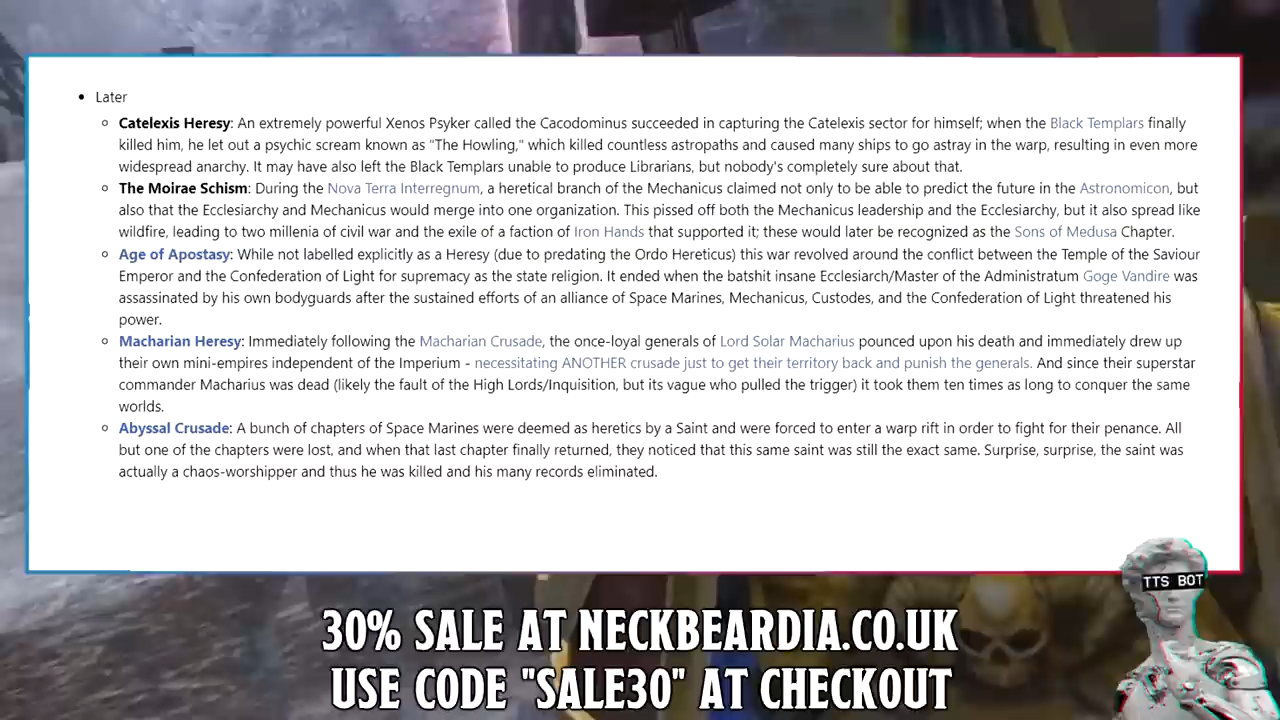 Later
Catelexis Heresy: An extremely powerful Xenos Psyker called the Cacodominus succeeded in capturing the Catelexis sector for himself; when the Black Templars finally
killed him, he let out a psychic scream known as "The Howling," which killed countless astropaths and caused many ships to go astray in the warp, resulting in even more
widespread anarchy. It may have also left the Black Templars unable to produce Librarians, but nobody's completely sure about that.
The Moirae Schism: During the Nova Terra Interregnum, a heretical branch of the Mechanicus claimed not only to be able to predict the future in the Astronomicon, but
also that the Ecclesiarchy and Mechanicus would merge into one organization. This pissed off both the Mechanicus leadership and the Ecclesiarchy, but it also spread like
wildfire, leading to two millenia of civil war and the exile of a faction of Iron Hands that supported it; these would later be recognized as the Sons of Medusa Chapter.
Age of Apostasy: While not labelled explicitly as a Heresy (due to predating the Ordo Hereticus) this war revolved around the conflict between the Temple of the Saviour
Emperor and the Confederation of Light for supremacy as the state religion. It ended when the batshit insane Ecclesiarch/Master of the Administratum Goge Vandire was
assassinated by his own bodyguards after the sustained efforts of an alliance of Space Marines, Mechanicus, Custodes, and the Confederation of Light threatened his
power.
Macharian Heresy: Immediately following the Macharian Crusade, the once-loyal generals of Lord Solar Macharius pounced upon his death and immediately drew up
their own mini-empires independent of the Imperium - necessitating ANOTHER crusade just to get their territory back and punish the generals. And since their superstar
commander Macharius was dead (likely the fault of the High Lords/Inquisition, but its vague who pulled the trigger) it took them ten times as long to conquer the same
worlds.
Abyssal Crusade: A bunch of chapters of Space Marines were deemed as heretics by a Saint and were forced to enter a warp rift in order to fight for their penance. All
but one of the chapters were lost, and when that last chapter finally returned, they noticed that this same saint was still the exact same. Surprise, surprise, the saint was
actually a chaos-worshipper and thus he was killed and his many records eliminated.
TTS BOT
30% SALE AT NECKBEARDIA.CO.UK
USE CODE "SALE30" AT CHECKOUT